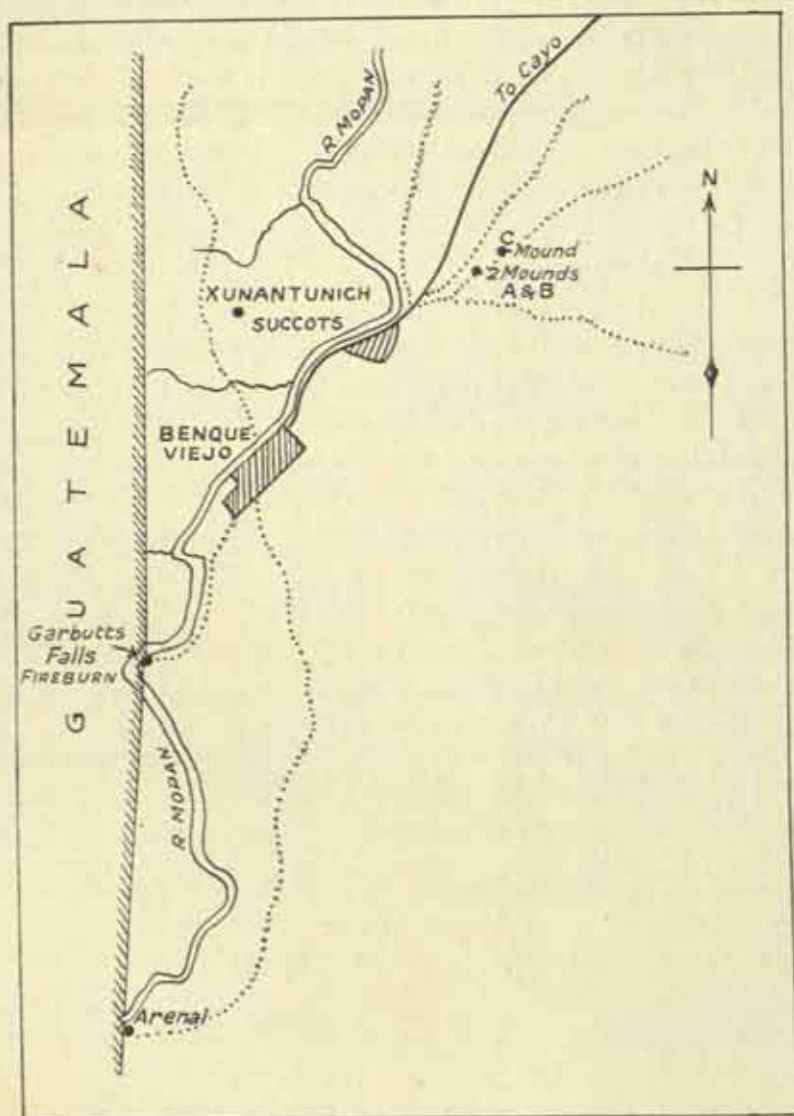 To Cayo
R. MOPAN
N
C
Mound
2 Mounds
A & B
XUNANTUNICH
SUCCOTS
GUATEMALA
BENQUE
VIEJO
Garbutts
Falls
FIREBURN
R MOPAN
Arenal